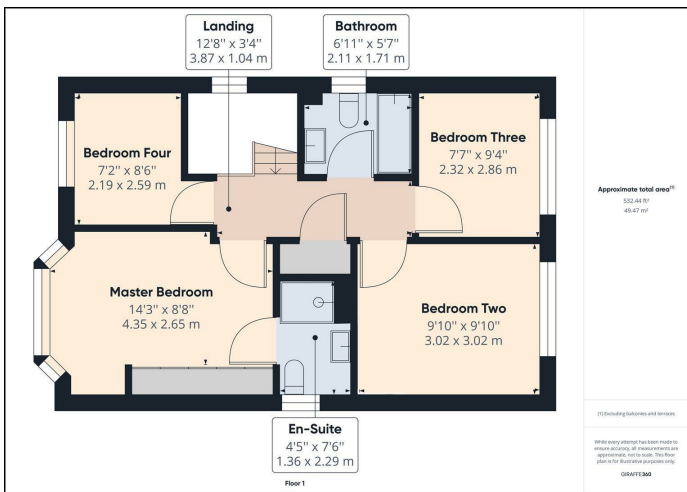 Landing
12'8" x 3'4"
3.87 x 1.04 m
Bathroom
6'11" x 5'7"
2.11 x 1.71 m
Bedroom Four
7'2" x 8'6"
2.19 x 2.59 m
Bedroom Three
7'7" x 9'4"
2.32 x 2.86 m
Master Bedroom
14'3" x 8'8"
4.35 x 2.65 m
Bedroom Two
9'10" x 9'10"
3.02 x 3.02 m
En-Suite
4'5" x 7'6"
1.36 x 2.29 m
Floor 1
Approximate total area(1)
532.44 ft²
49.47 m²
(1) Excluding balconies and terraces
While every attempt has been made to
ensure accuracy, all measurements are
approximate, not to scale. This floor
plan is for illustrative purposes only.
GIRAFFE360